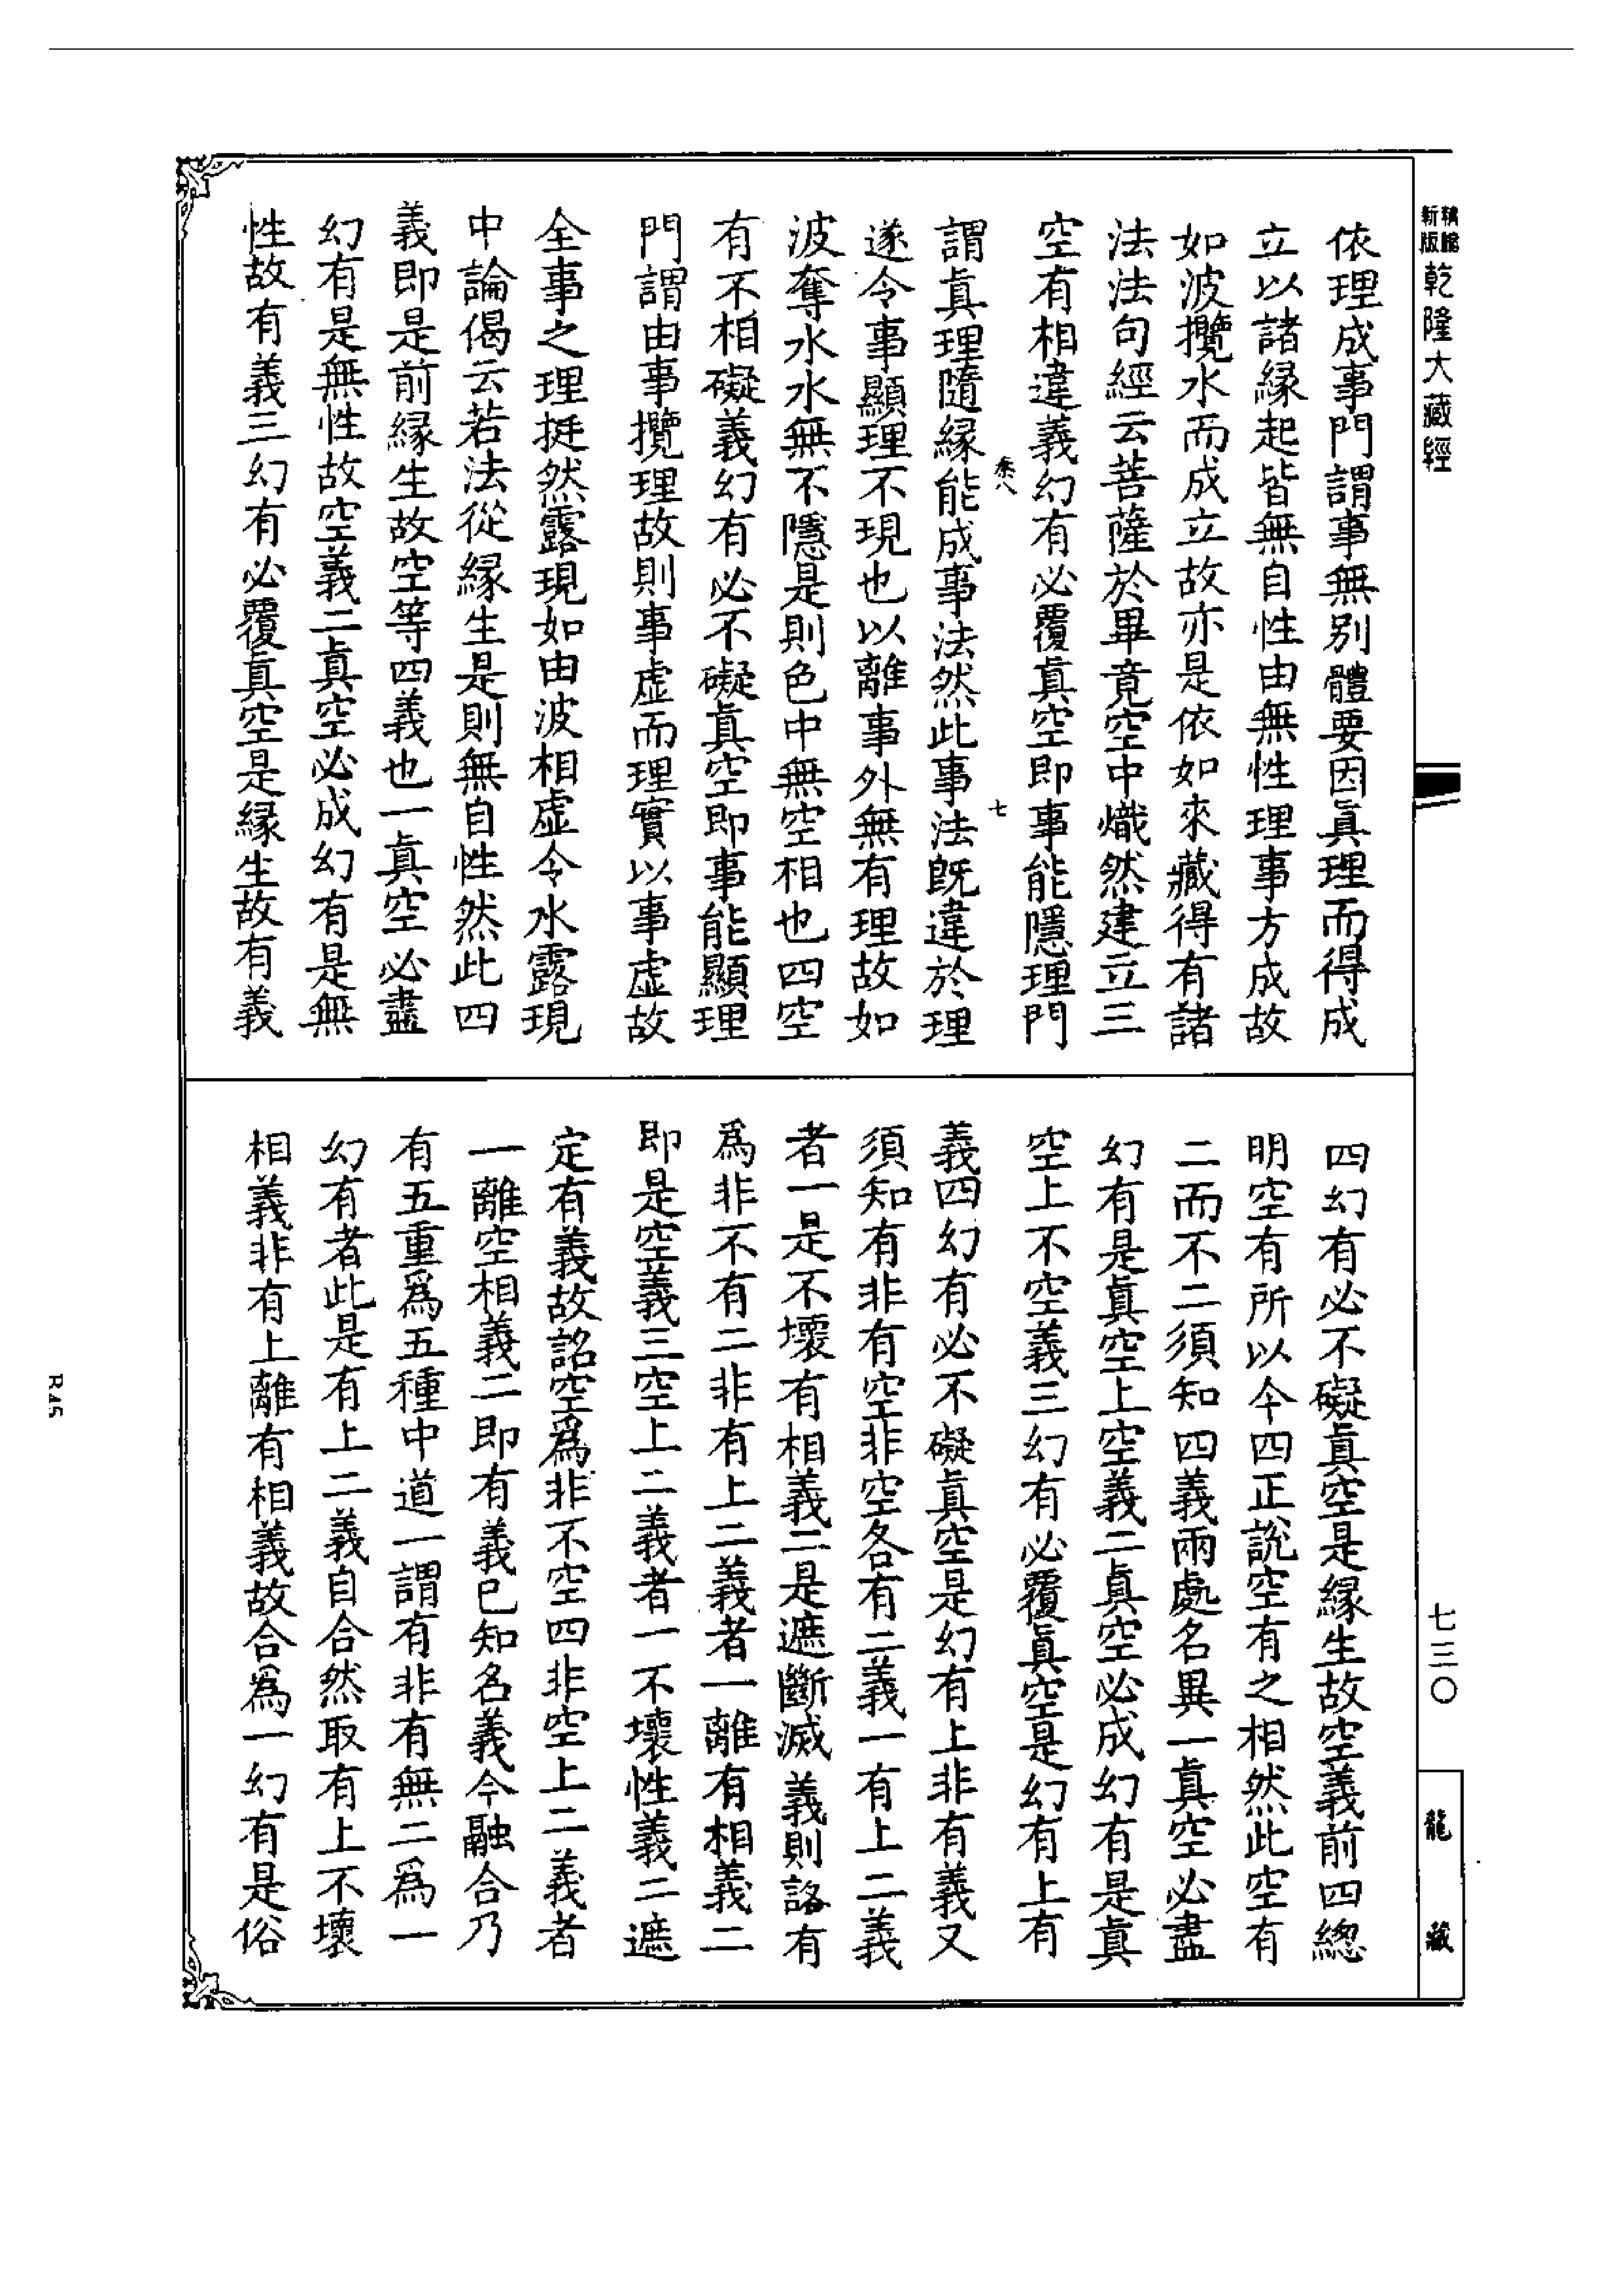 新版
精縮
乾隆大藏經
依理成事門謂事無別體要因真理而得成
立以諸緣起皆無自性由無性理事方成故
如波攬水而成立故亦是依如來藏得有諸
法法句經云菩薩於畢竟空中熾然建立三
空有相違義幻有必覆真空即事能隱理門
叅八
七
謂真理隨緣能成事法然此事法既違於理
遂令事顯理不現也以離事外無有理故如
波奪水水無不隱是則色中無空相也四空
有不相礙義幻有必不礙真空即事能顯理
門謂由事攬理故則事虛而理實以事虛故
全事之理挺然露現如由波相虛令水露現
中論偈云若法從緣生是則無自性然此四
義即是前緣生故空等四義也一真空必盡
幻有是無性故空義二真空必成幻有是無
性故有義三幻有必覆真空是緣生故有義
四幻有必不礙真空是緣生故空義前四總
明空有所以今四正說空有之相然此空有
二而不二須知四義兩處名異一真空必盡
幻有是真空上空義二真空必成幻有是真
空上不空義三幻有必覆真空是幻有上有
義四幻有必不礙真空是幻有上非有義又
須知有非有空非空各有二義一有上二義
者一是不壞有相義二是遮斷滅義則詺有
為非不有二非有上二義者一離有相義二
即是空義三空上二義者一不壞性義二遮
定有義故詺空為非不空四非空上二義者
一離空相義二即有義已知名義今融合乃
有五重為五種中道一謂有非有無二為一
幻有者此是有上二義自合然取有上不壞
相義非有上離有相義故合為一幻有是俗
七三〇
龍藏
R45